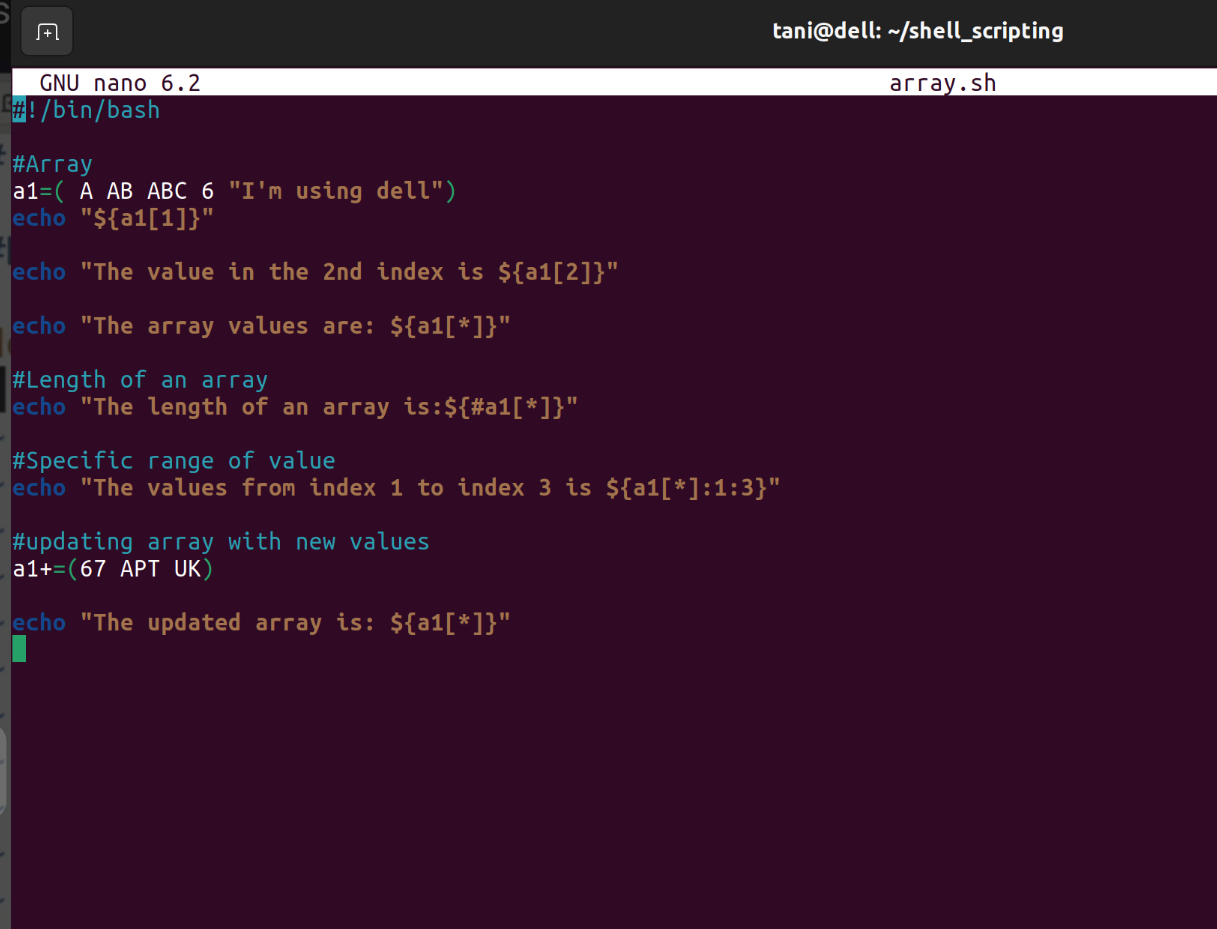 tani@dell: ~/shell_scripting
GNU nano 6.2 array.sh
#!/bin/bash
#Array
a1=( A AB ABC 6 "I'm using dell")
echo "${a1[1]}"
echo "The value in the 2nd index is ${a1[2]}"
echo "The array values are: ${a1[*]}"
#Length of an array
echo "The length of an array is:${#a1[*]}"
#Specific range of value
echo "The values from index 1 to index 3 is ${a1[*]:1:3}"
#updating array with new values
a1+=(67 APT UK)
echo "The updated array is: ${a1[*]}"